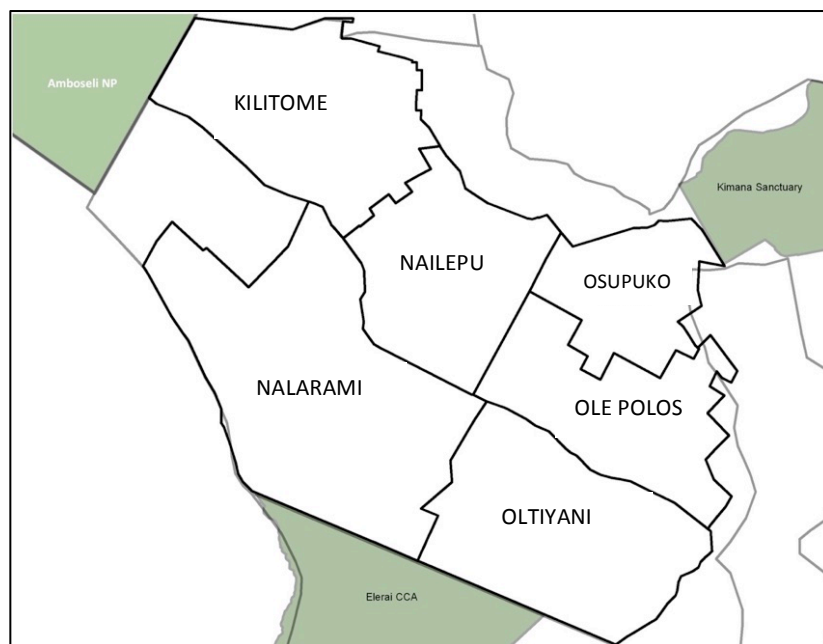 Amboseli NP
KILITOME
Kimana Sanctuary
NAILEPU
OSUPUKO
NALARAMI
OLE POLOS
OLTIYANI
Elerai CCA